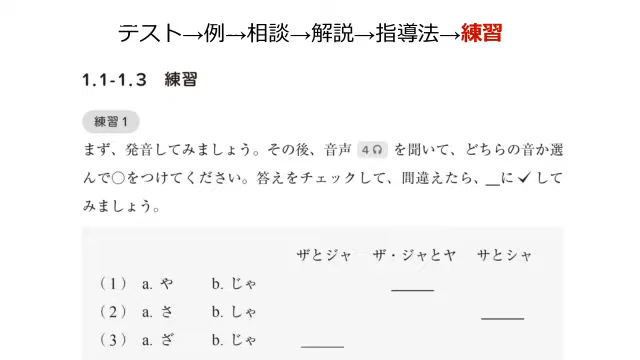 テスト→例→相談→解説→指導法→練習
1.1-1.3 練習
練習1
まず、発音してみましょう。その後、音声 4🎧 を聞いて、どちらの音か選
んで○をつけてください。答えをチェックして、間違えたら、__に✓して
みましょう。
ザとジャ ザ・ジャとヤ サとシャ
(1) a. や b. じゃ ____
(2) a. さ b. しゃ ____
(3) a. ざ b. じゃ ____